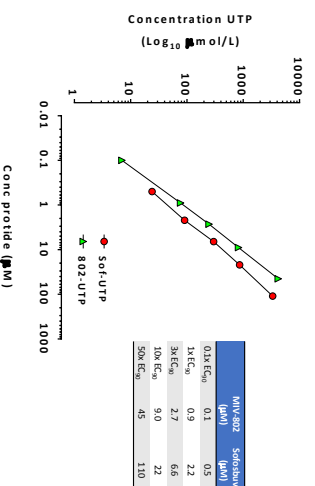 Concentration UTP
(Log10 µmol/L)
10000
1000
100
10
1
0.01
0.1
1
10
100
1000
Conc protide (µM)
Sof-UTP
802-UTP
MIV-802
(µM)
0.1x EC90 0.1 0.5
1x EC90 0.9 2.2
3x EC90 2.7 6.6
10x EC90 9.0 22
50x EC90 45 110